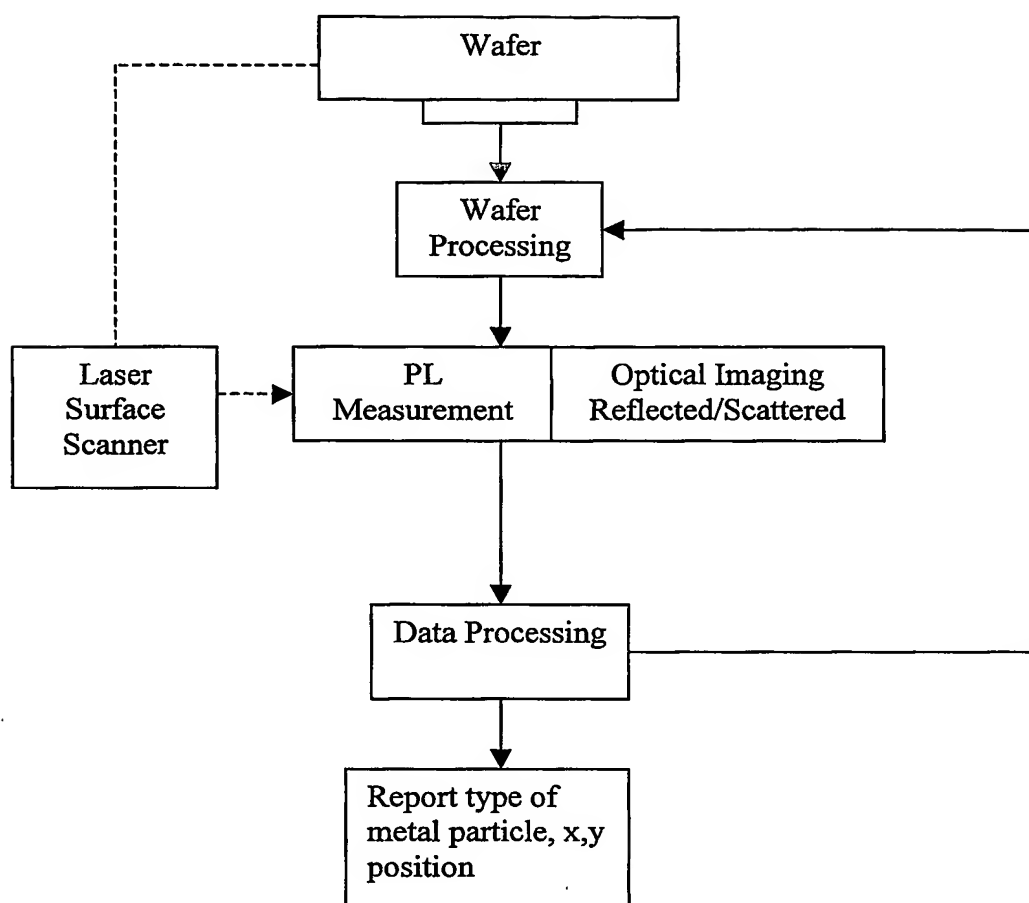 Wafer
Wafer
Processing
Laser
Surface
Scanner
PL
Measurement
Optical Imaging
Reflected/Scattered
Data Processing
Report type of
metal particle, x,y
position